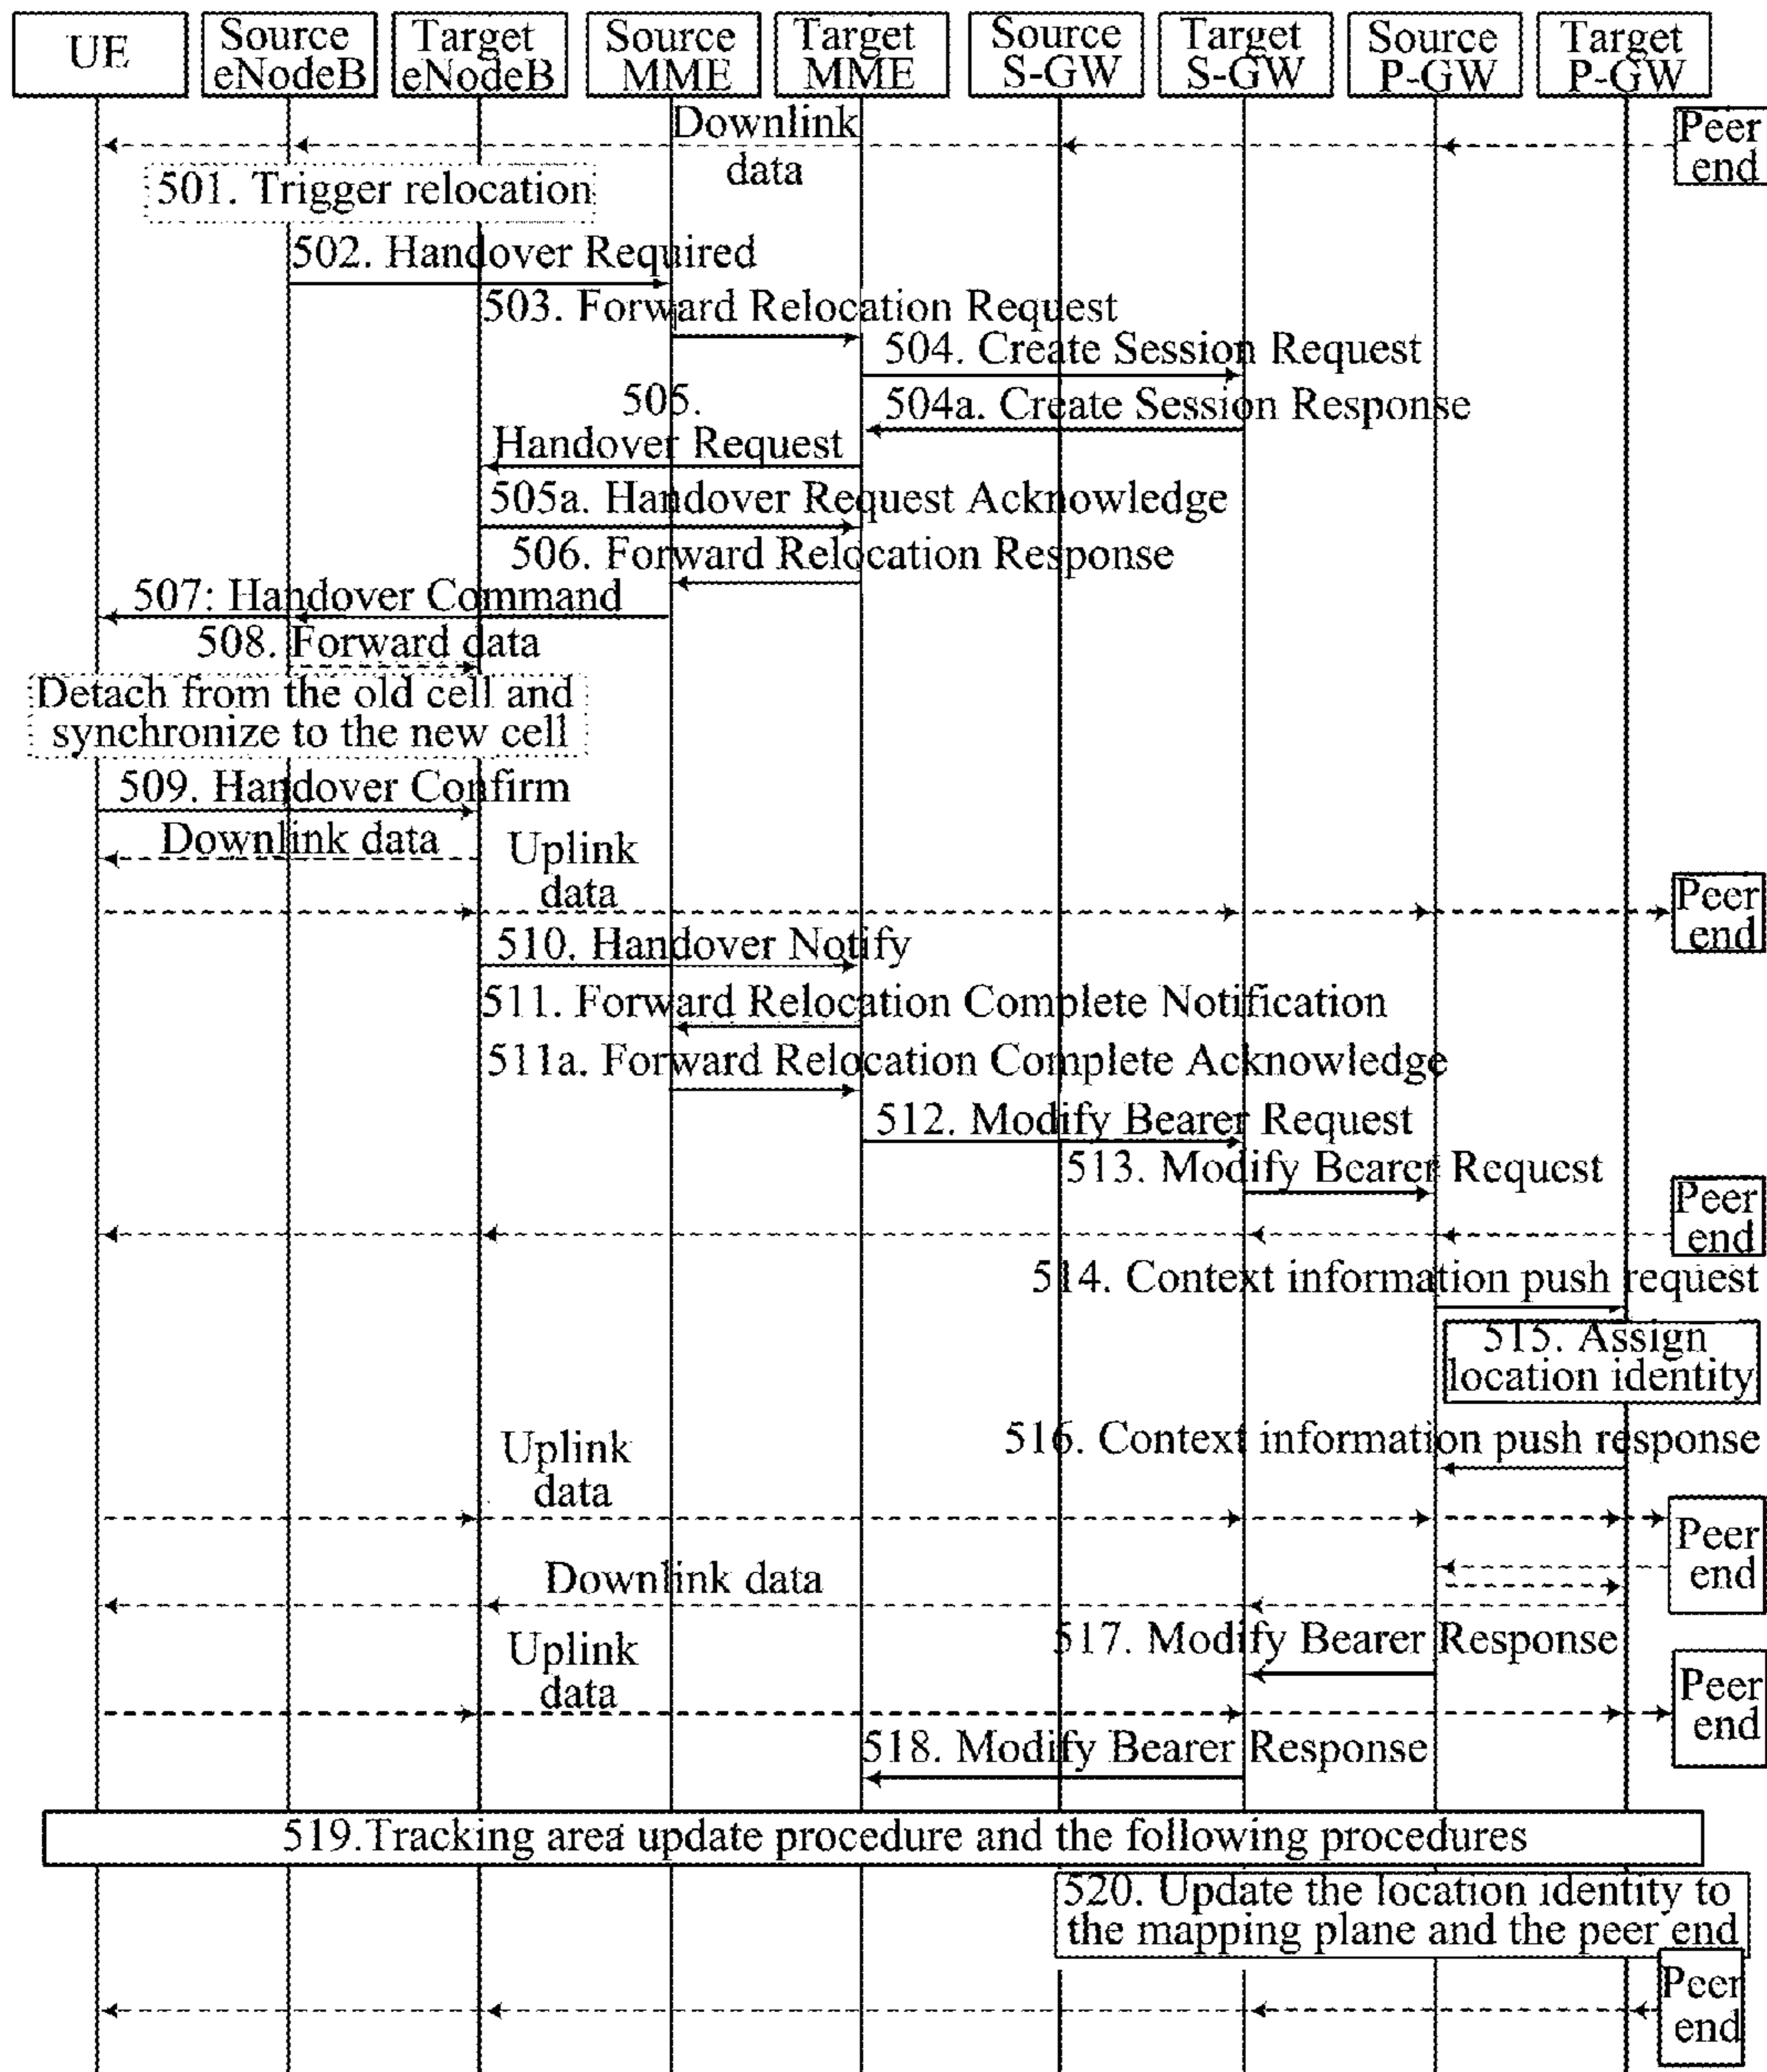 UE
Source
eNodeB
Target
eNodeB
Source
MME
Target
MME
Source
S-GW
Target
S-GW
Source
P-GW
Target
P-GW
Downlink
data
Peer
end
501. Trigger relocation
502. Handover Required
503. Forward Relocation Request
504. Create Session Request
504a. Create Session Response
505.
Handover Request
505a. Handover Request Acknowledge
506. Forward Relocation Response
507: Handover Command
508. Forward data
Detach from the old cell and
synchronize to the new cell
509. Handover Confirm
Downlink data
Uplink
data
Peer
end
510. Handover Notify
511. Forward Relocation Complete Notification
511a. Forward Relocation Complete Acknowledge
512. Modify Bearer Request
513. Modify Bearer Request
Peer
end
514. Context information push request
515. Assign
location identity
516. Context information push response
Uplink
data
Peer
end
Downlink data
517. Modify Bearer Response
Uplink
data
Peer
end
518. Modify Bearer Response
519.Tracking area update procedure and the following procedures
520. Update the location identity to
the mapping plane and the peer end
Peer
end